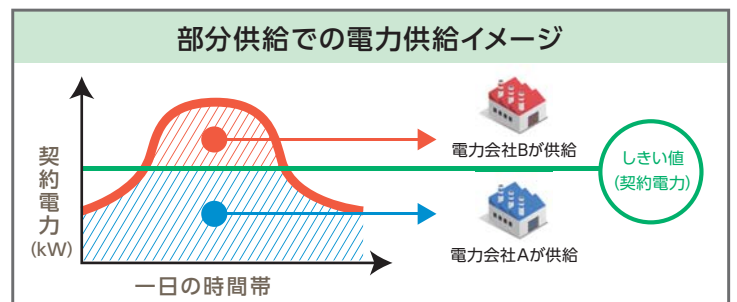 部分供給での電力供給イメージ
電力会社Bが供給
しきい値
(契約電力)
契約電力
(kW)
電力会社Aが供給
一日の時間帯